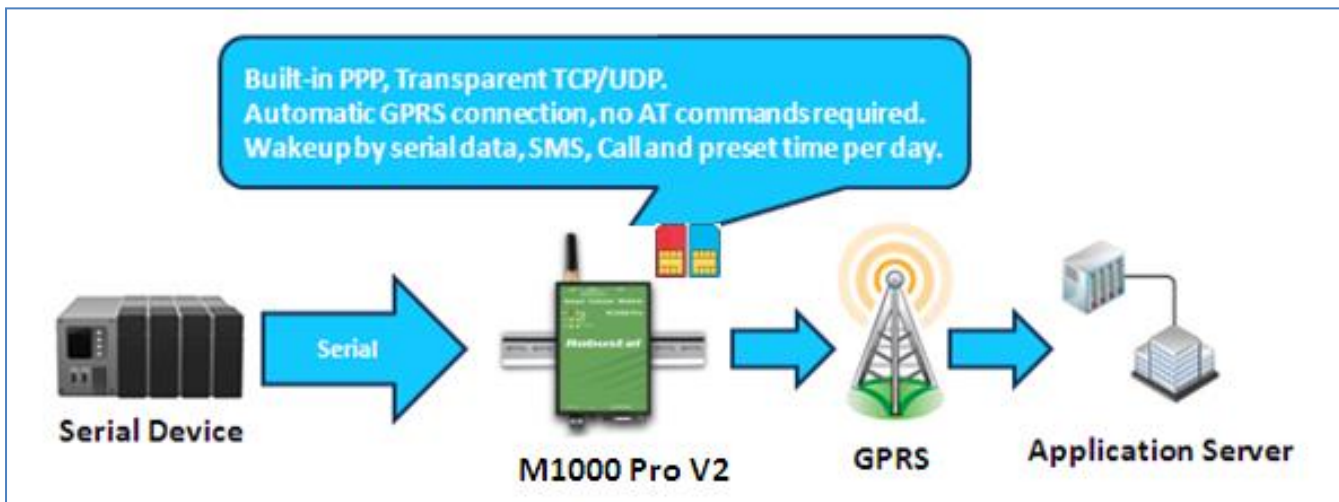 Built-in PPP, Transparent TCP/UDP.
Automatic GPRS connection, no AT commands required.
Wakeup by serial data, SMS, Call and preset time per day.
Serial
Robustel
Serial Device
M1000 Pro V2
GPRS
Application Server